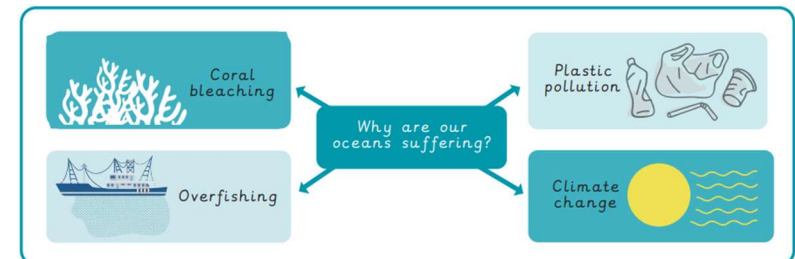 Coral
bleaching
Plastic
pollution
Why are our
oceans suffering?
Overfishing
Climate
change